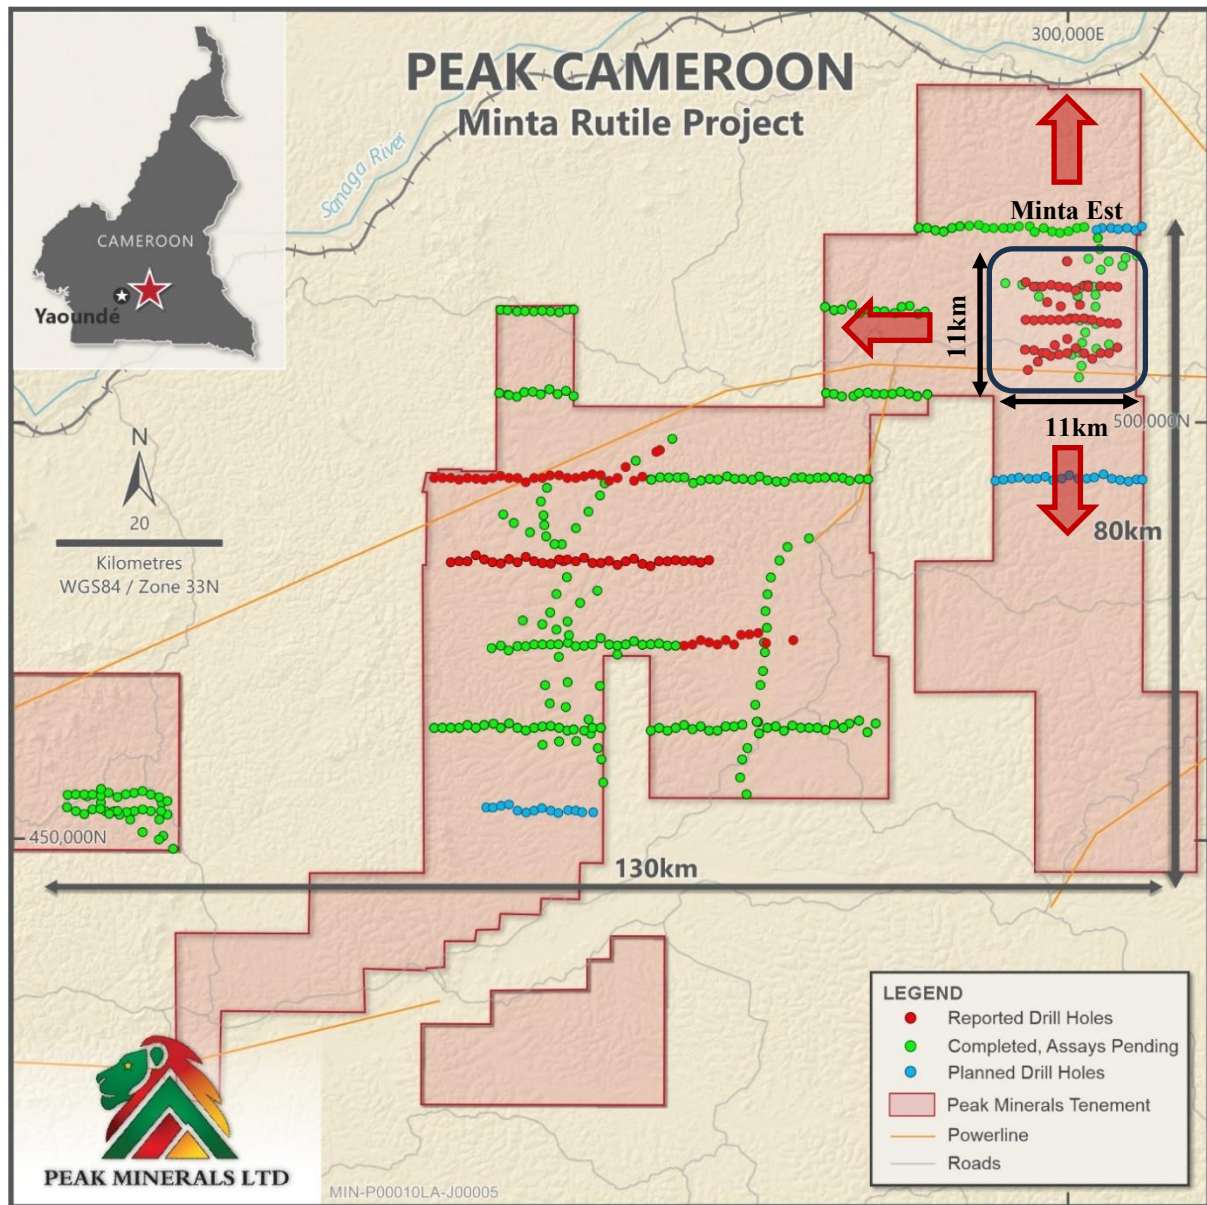 300,000E
PEAK CAMEROON
Minta Rutile Project
Sanaga River
CAMEROON
Yaoundé
Minta Est
11km
11km
500,000N
N
20
Kilometres
WGS84 / Zone 33N
80km
450,000N
130km
LEGEND
Reported Drill Holes
Completed, Assays Pending
Planned Drill Holes
Peak Minerals Tenement
Powerline
Roads
PEAK MINERALS LTD
MIN-P00010LA-J00005